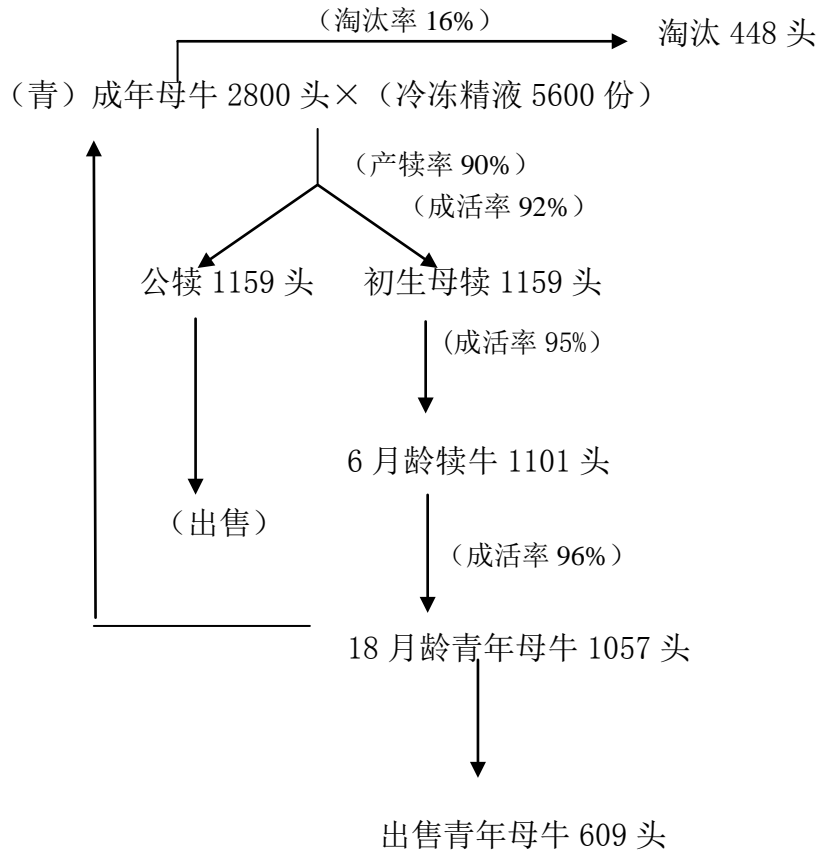 （淘汰率 16%）
淘汰 448 头
（青）成年母牛 2800 头×（冷冻精液 5600 份）
（产犊率 90%）
（成活率 92%）
公犊 1159 头
初生母犊 1159 头
(成活率 95%）
6 月龄犊牛 1101 头
（出售）
（成活率 96%）
18 月龄青年母牛 1057 头
出售青年母牛 609 头